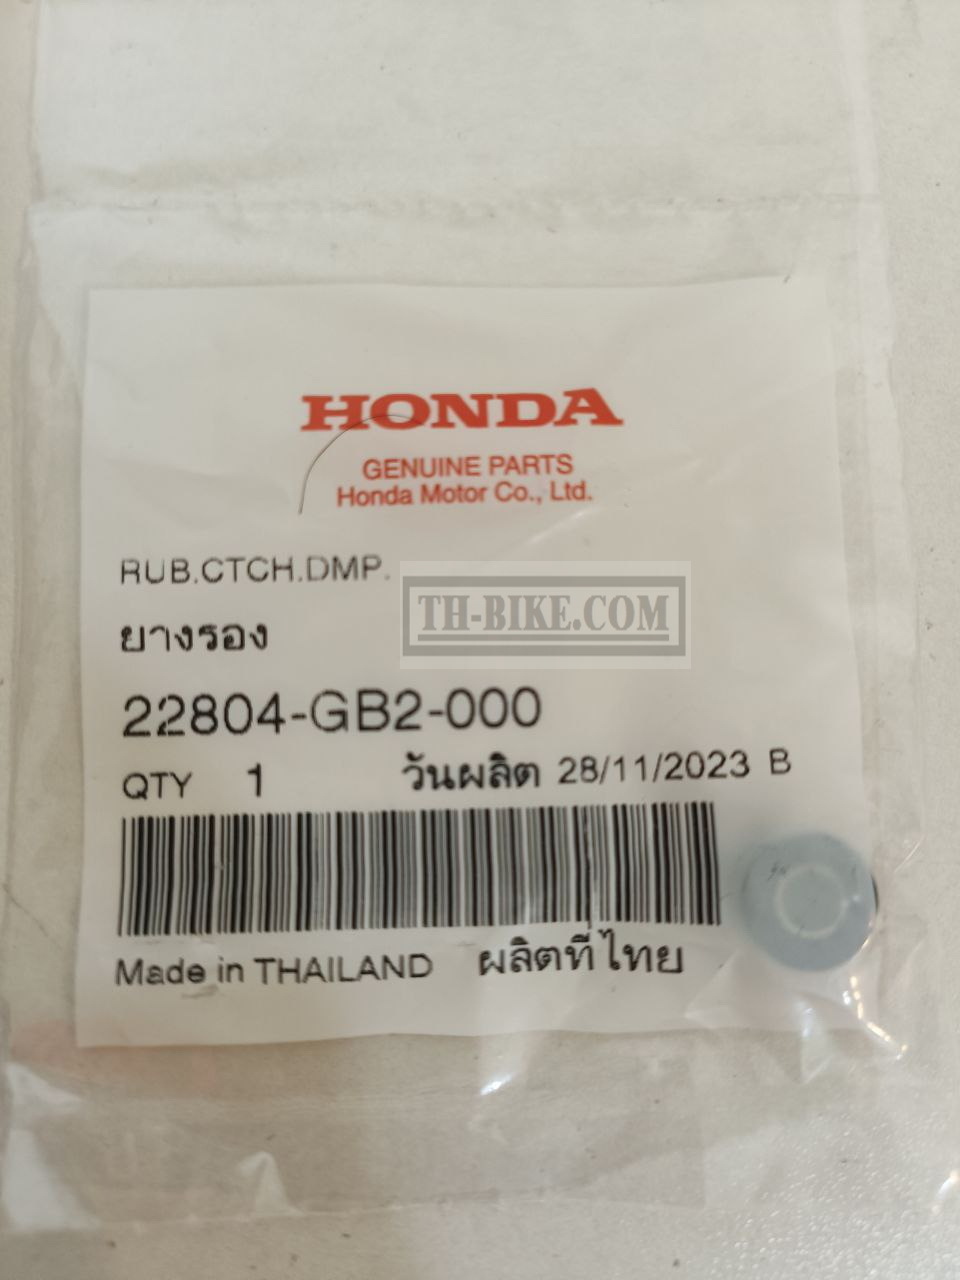 HONDA
GENUINE PARTS
Honda Motor Co., Ltd.
RUB.CTCH.DMP.
TH-BIKE.COM
ยางรอง
22804-GB2-000
QTY 1 วันผลิต 28/11/2023 B
Made in THAILAND ผลิตที่ไทย